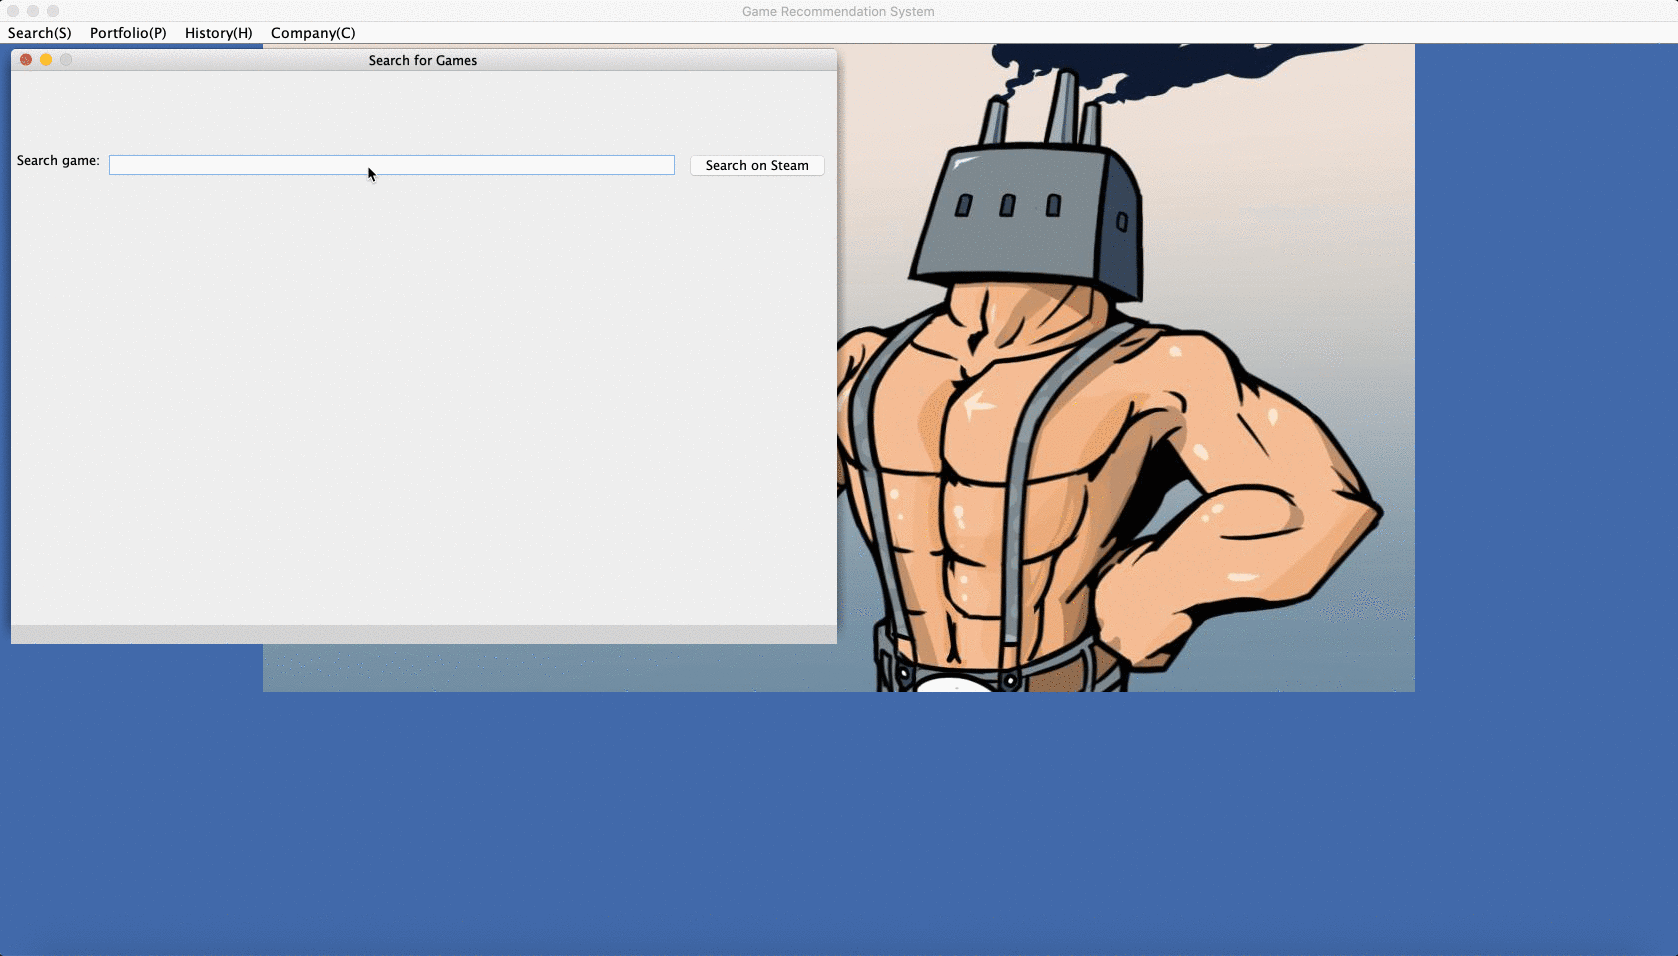 Game Recommendation System
Search(S) Portfolio(P) History(H) Company(C)
Search for Games
Search game: Search on Steam